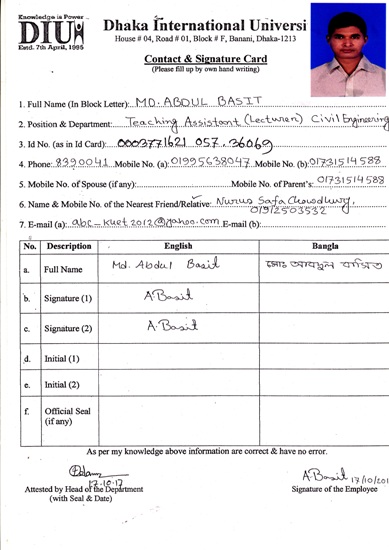 Knowledge is Power
DIU
Estd. 7th April, 1995
Dhaka International Universi
House # 04, Road # 01, Block # F, Banani, Dhaka-1213
Contact & Signature Card
(Please fill up by own hand writing)
1. Full Name (In Block Letter): MD. ABDUL BASIT
2. Position & Department: Teaching Assistant (Lecturer) Civil Engineering
3. Id No. (as in Id Card): 0003771621 057, 36069
4. Phone: 8390041 Mobile No. (a): 01995638047 Mobile No. (b): 01731514588
5. Mobile No. of Spouse (if any): Mobile No. of Parent's: 01731514588
6. Name & Mobile No. of the Nearest Friend/Relative: Nurus Safa Chowdhury,
01912503532
7. E-mail (a): abc-kuet2012@yahoo.com E-mail (b):
No. Description English Bangla
a. Full Name Md. Abdul Basit মোঃ আবদুল বাসিত
b. Signature (1) A.Basit
c. Signature (2) A.Basit
d. Initial (1)
e. Initial (2)
f. Official Seal
(if any)
As per my knowledge above information are correct & have no error.
17.10.17
A.Basit 17/10/201
Attested by Head of the Department
(with Seal & Date)
Signature of the Employee